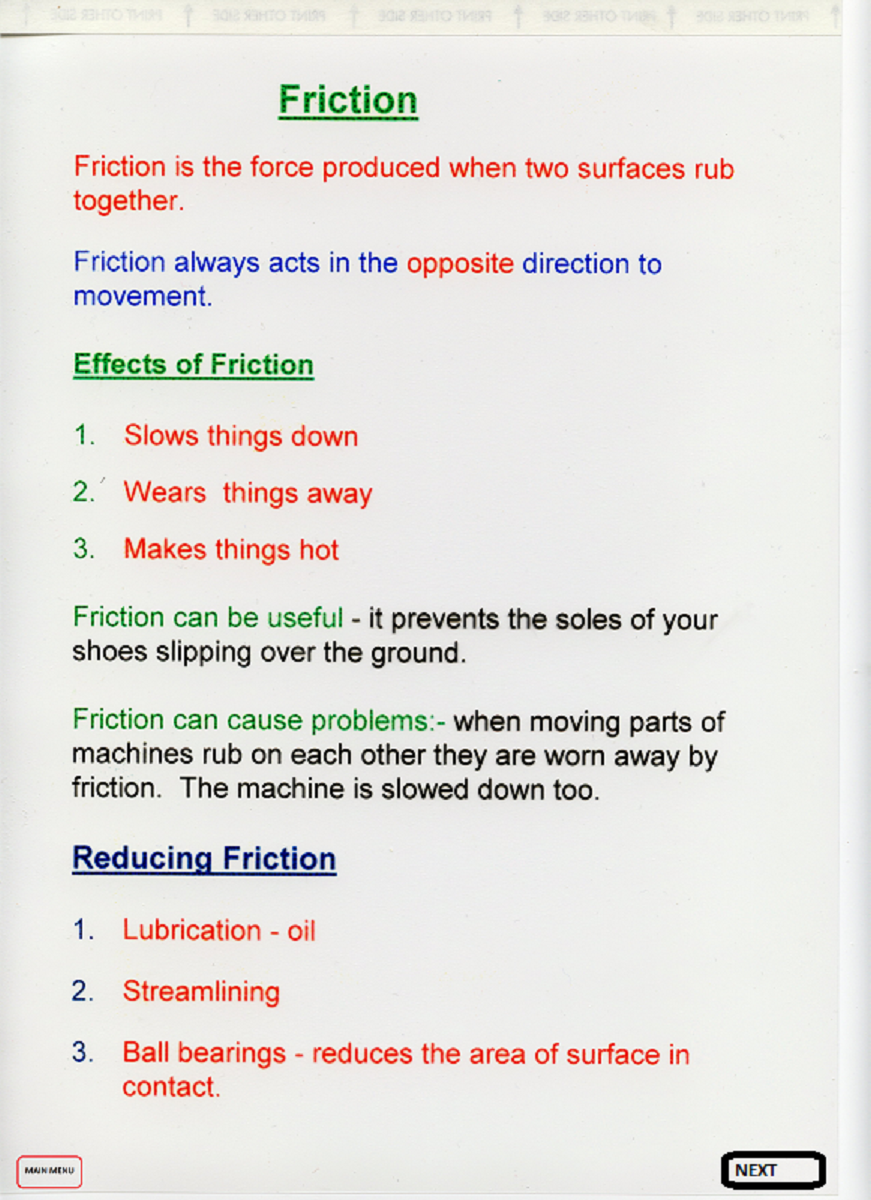 PRINT OTHER SIDE PRINT OTHER SIDE PRINT OTHER SIDE PRINT OTHER SIDE PRINT OTHER SIDE
Friction
Friction is the force produced when two surfaces rub
together.
Friction always acts in the opposite direction to
movement.
Effects of Friction
1. Slows things down
2. Wears things away
3. Makes things hot
Friction can be useful - it prevents the soles of your
shoes slipping over the ground.
Friction can cause problems:- when moving parts of
machines rub on each other they are worn away by
friction. The machine is slowed down too.
Reducing Friction
1. Lubrication - oil
2. Streamlining
3. Ball bearings - reduces the area of surface in
contact.
MAIN MENU
NEXT